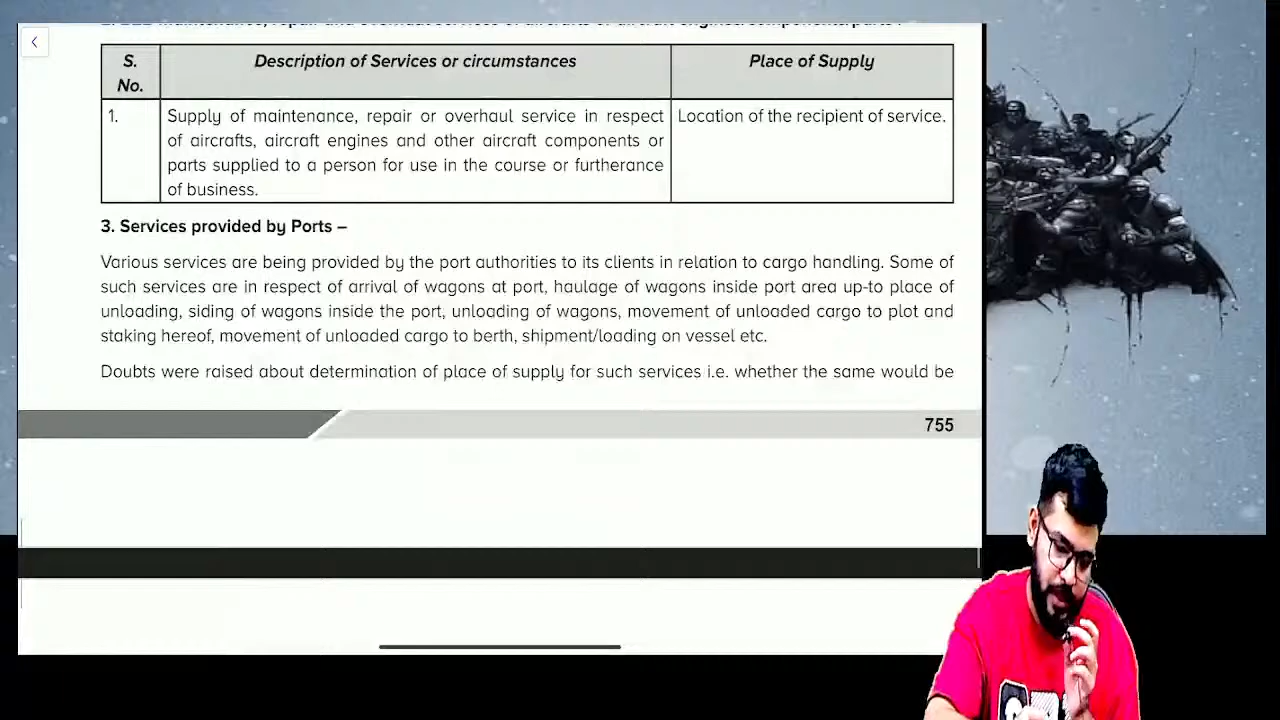 S.
No.
Description of Services or circumstances
Place of Supply
1.
Supply of maintenance, repair or overhaul service in respect
of aircrafts, aircraft engines and other aircraft components or
parts supplied to a person for use in the course or furtherance
of business.
Location of the recipient of service.
3. Services provided by Ports –
Various services are being provided by the port authorities to its clients in relation to cargo handling. Some of
such services are in respect of arrival of wagons at port, haulage of wagons inside port area up-to place of
unloading, siding of wagons inside the port, unloading of wagons, movement of unloaded cargo to plot and
staking hereof, movement of unloaded cargo to berth, shipment/loading on vessel etc.
Doubts were raised about determination of place of supply for such services i.e. whether the same would be
755